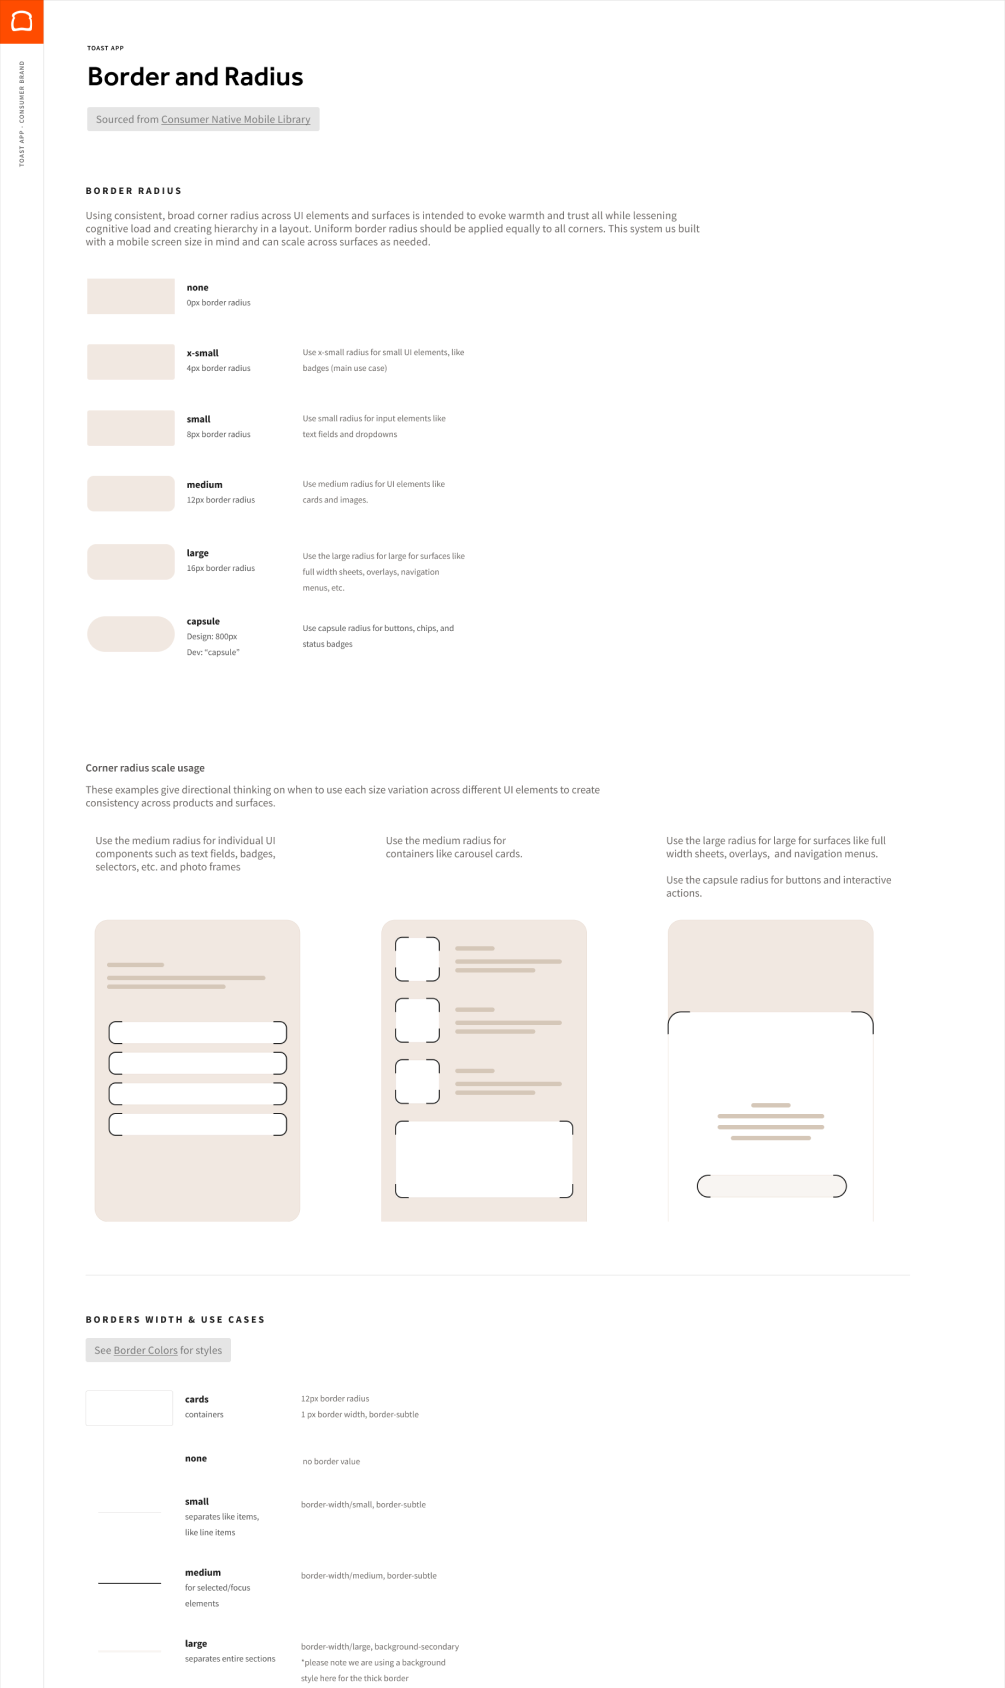 TOAST APP - CONSUMER BRAND
TOAST APP
Border and Radius
Sourced from Consumer Native Mobile Library
BORDER RADIUS
Using consistent, broad corner radius across UI elements and surfaces is intended to evoke warmth and trust all while lessening
cognitive load and creating hierarchy in a layout. Uniform border radius should be applied equally to all corners. This system us built
with a mobile screen size in mind and can scale across surfaces as needed.
none
0px border radius
x-small
4px border radius
Use x-small radius for small UI elements, like
badges (main use case)
small
8px border radius
Use small radius for input elements like
text fields and dropdowns
medium
12px border radius
Use medium radius for UI elements like
cards and images.
large
16px border radius
Use the large radius for large for surfaces like
full width sheets, overlays, navigation
menus, etc.
capsule
Design: 800px
Dev: “capsule”
Use capsule radius for buttons, chips, and
status badges
Corner radius scale usage
These examples give directional thinking on when to use each size variation across different UI elements to create
consistency across products and surfaces.
Use the medium radius for individual UI
components such as text fields, badges,
selectors, etc. and photo frames
Use the medium radius for
containers like carousel cards.
Use the large radius for large for surfaces like full
width sheets, overlays,  and navigation menus.
Use the capsule radius for buttons and interactive
actions.
BORDERS WIDTH & USE CASES
See Border Colors for styles
cards
containers
12px border radius
1 px border width, border-subtle
none
no border value
small
separates like items,
like line items
border-width/small, border-subtle
medium
for selected/focus
elements
border-width/medium, border-subtle
large
separates entire sections
border-width/large, background-secondary
*please note we are using a background
style here for the thick border